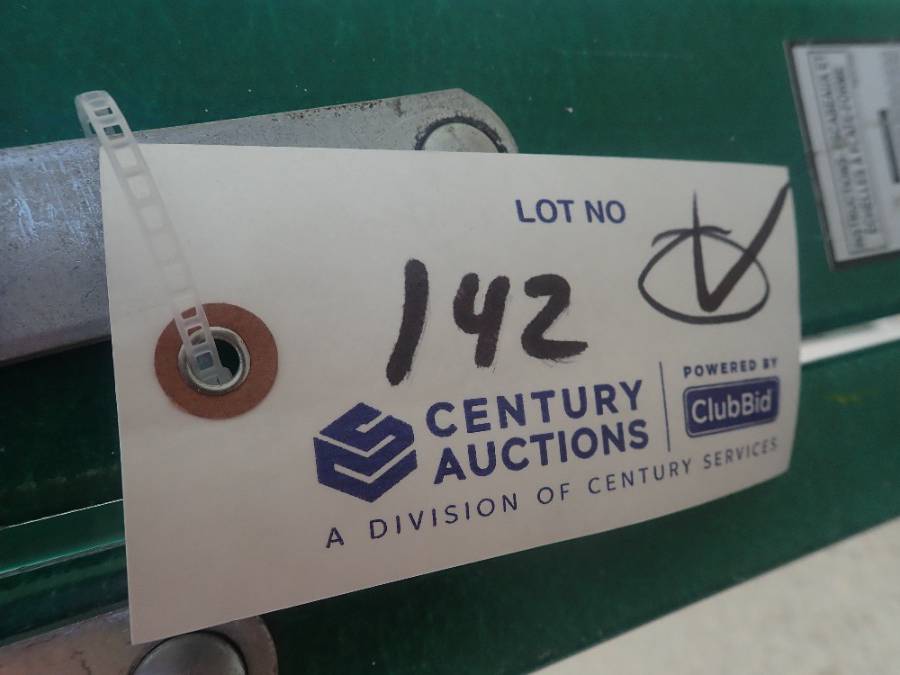 LOT NO
142
CENTURY
AUCTIONS
POWERED BY
ClubBid
A DIVISION OF CENTURY SERVICES